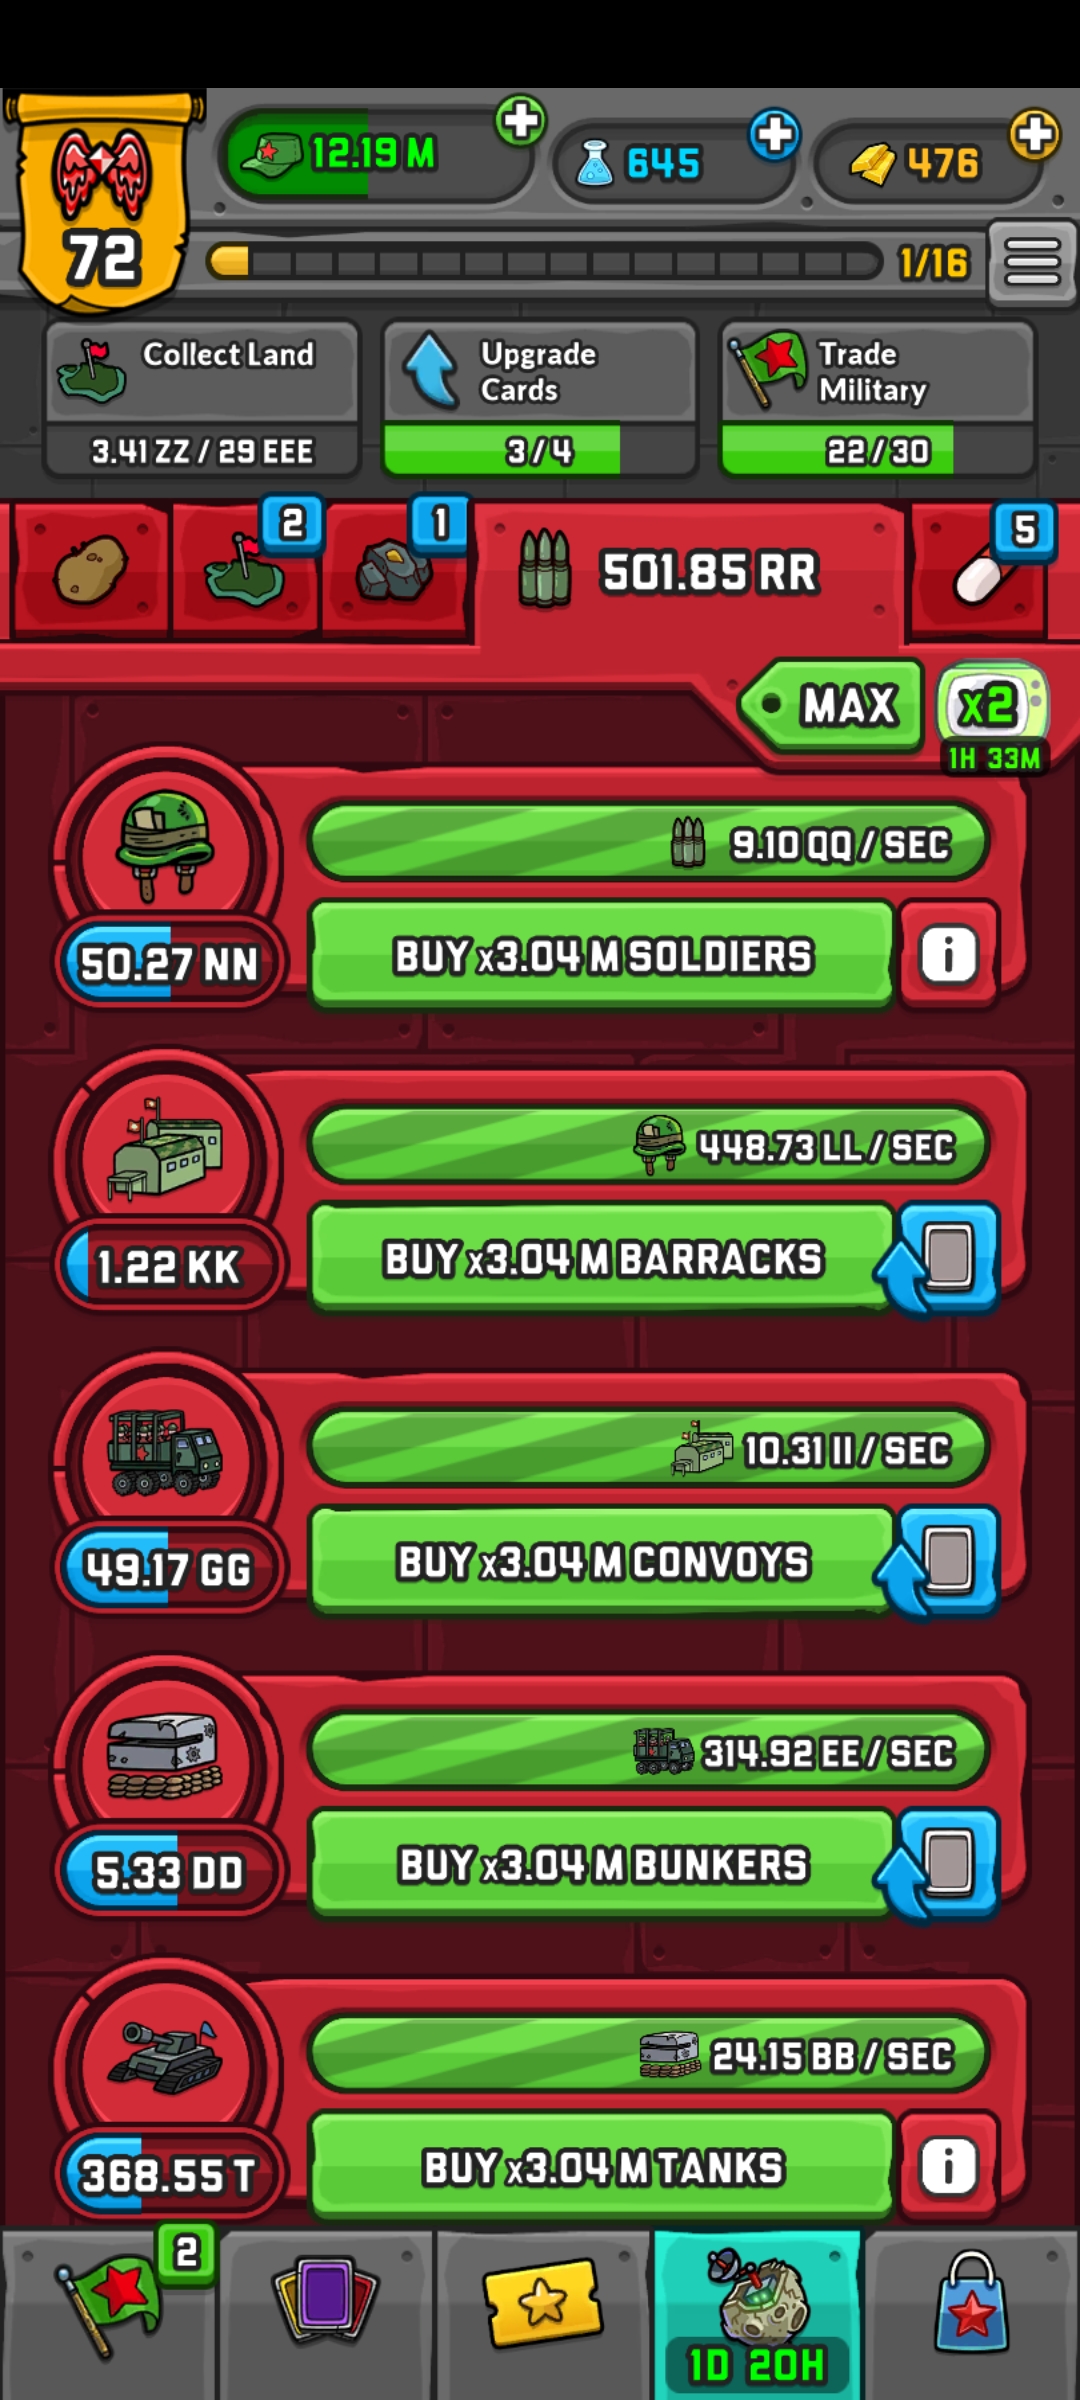 12.19 M
645
476
72
1/16
Collect Land
3.41 ZZ / 29 EEE
Upgrade
Cards
3/4
Trade
Military
22/30
2
1
501.85 RR
5
MAX
x2
1H 33M
9.10 QQ / SEC
50.27 NN
BUY x3.04 M SOLDIERS
i
448.73 LL / SEC
1.22 KK
BUY x3.04 M BARRACKS
10.31 II / SEC
49.17 GG
BUY x3.04 M CONVOYS
314.92 EE / SEC
5.33 DD
BUY x3.04 M BUNKERS
24.15 BB / SEC
368.55 T
BUY x3.04 M TANKS
i
2
1D 20H